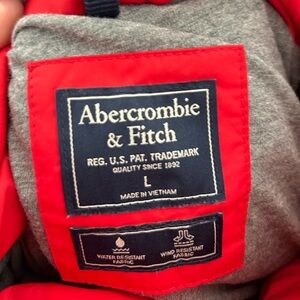 Abercrombie
& Fitch
REG. U.S. PAT. TRADEMARK
QUALITY SINCE 1892
L
MADE IN VIETNAM
WATER RESISTANT
FABRIC
WIND RESISTANT
FABRIC